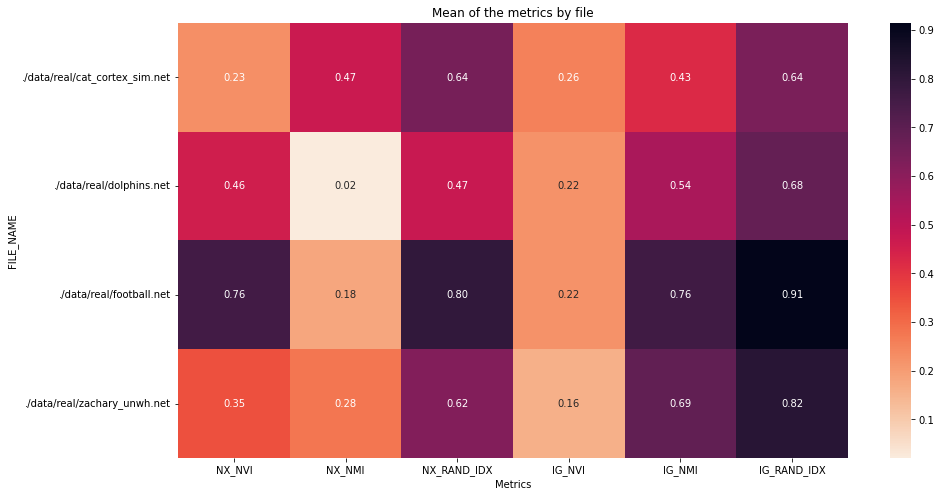 Mean of the metrics by file
FILE_NAME
./data/real/cat_cortex_sim.net 0.23 0.47 0.64 0.26 0.43 0.64
./data/real/dolphins.net 0.46 0.02 0.47 0.22 0.54 0.68
./data/real/football.net 0.76 0.18 0.80 0.22 0.76 0.91
./data/real/zachary_unwh.net 0.35 0.28 0.62 0.16 0.69 0.82
NX_NVI NX_NMI NX_RAND_IDX IG_NVI IG_NMI IG_RAND_IDX
Metrics
0.9
0.8
0.7
0.6
0.5
0.4
0.3
0.2
0.1